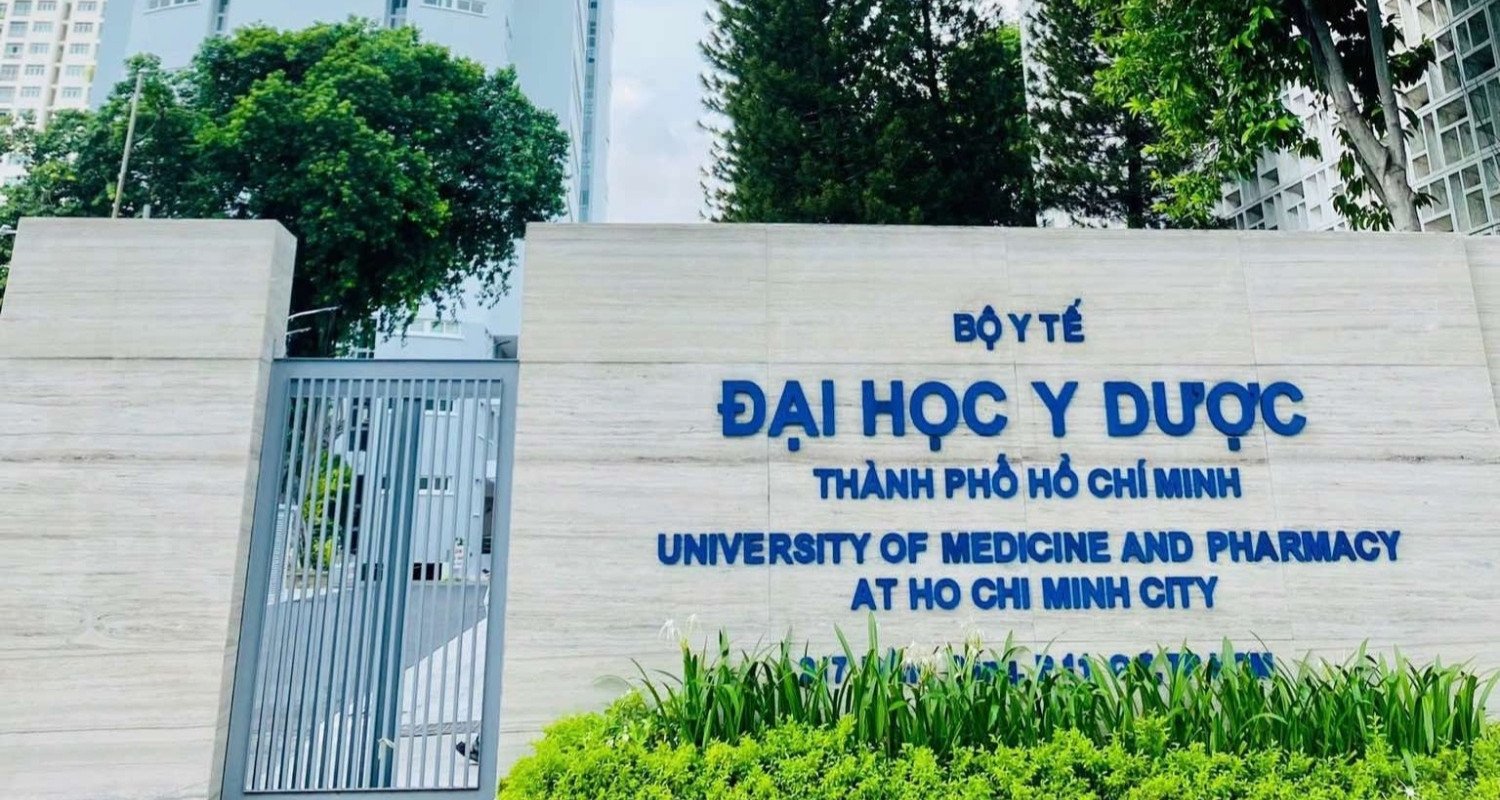 BỘ Y TẾ
ĐẠI HỌC Y DƯỢC
THÀNH PHỐ HỒ CHÍ MINH
UNIVERSITY OF MEDICINE AND PHARMACY
AT HO CHI MINH CITY